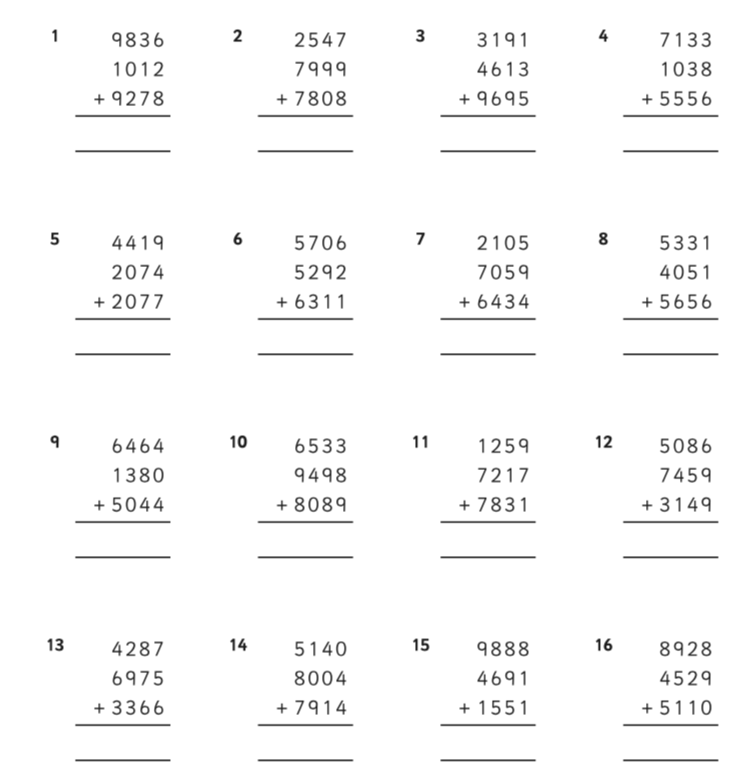 1 9836 2 2547 3 3191 4 7133
1012 7999 4613 1038
+ 9278 + 7808 + 9695 + 5556
5 4419 6 5706 7 2105 8 5331
2074 5292 7059 4051
+ 2077 + 6311 + 6434 + 5656
9 6464 10 6533 11 1259 12 5086
1380 9498 7217 7459
+ 5044 + 8089 + 7831 + 3149
13 4287 14 5140 15 9888 16 8928
6975 8004 4691 4529
+ 3366 + 7914 + 1551 + 5110